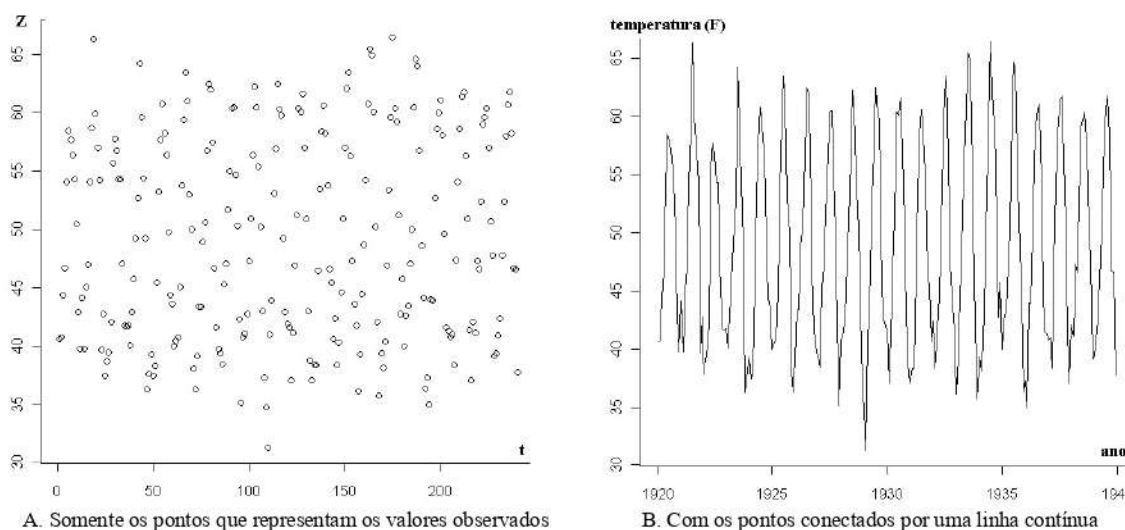 Z
65
60
55
50
45
40
35
30
t
0 50 100 150 200
A. Somente os pontos que representam os valores observados
temperatura (F)
65
60
55
50
45
40
35
30
ano
1920 1925 1930 1935 194
B. Com os pontos conectados por uma linha contínua